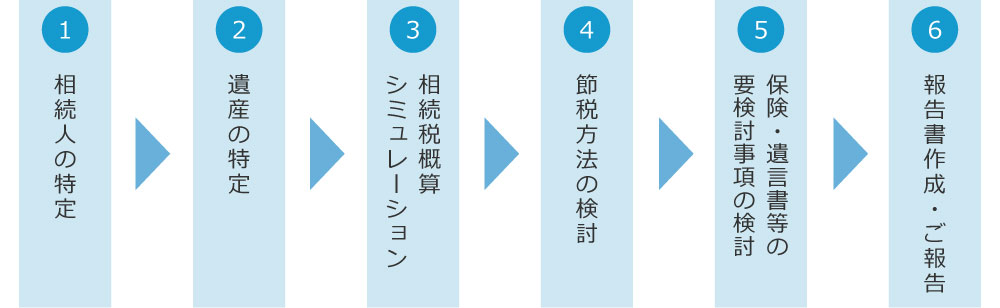 1
相続人の特定
2
遺産の特定
3
相続税概算
シミュレーション
4
節税方法の検討
5
保険・遺言書等の
要検討事項の検討
6
報告書作成・ご報告